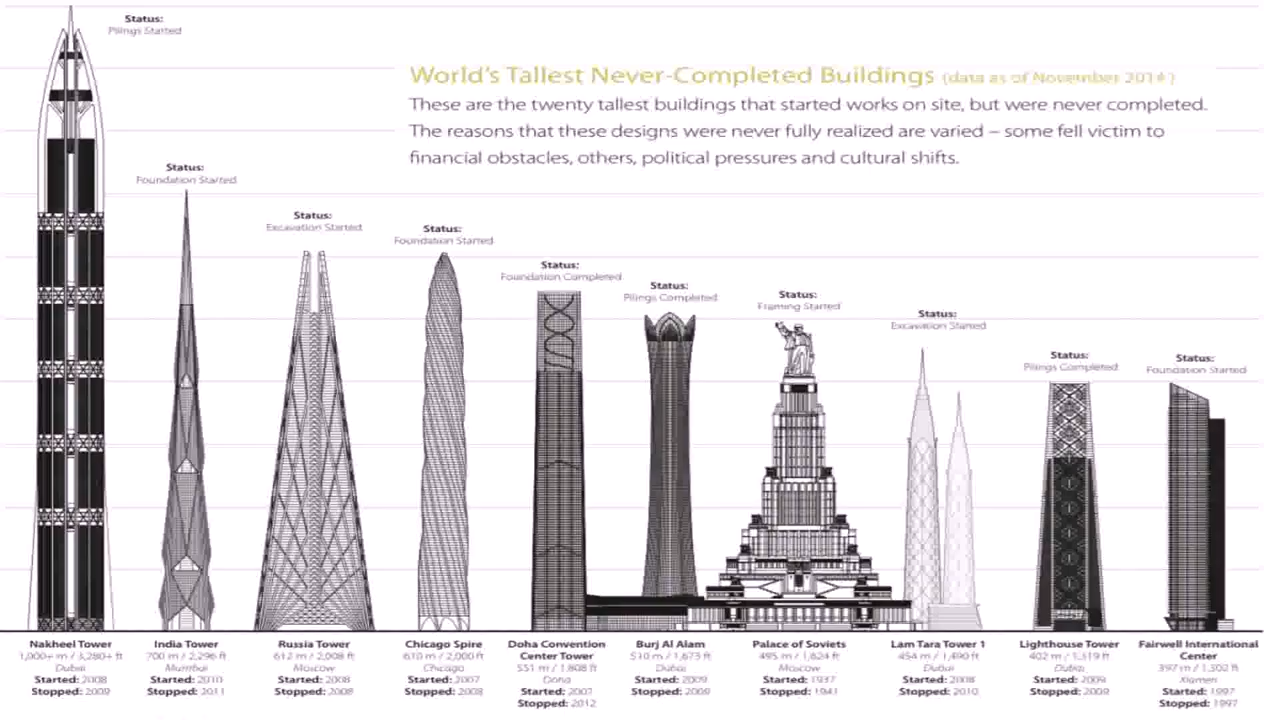 Status:
Pilings Started
World's Tallest Never-Completed Buildings (data as of November 2014)
These are the twenty tallest buildings that started works on site, but were never completed.
The reasons that these designs were never fully realized are varied – some fell victim to
financial obstacles, others, political pressures and cultural shifts.
Status:
Foundation Started
Status:
Excavation Started
Status:
Foundation Started
Status:
Foundation Completed
Status:
Pilings Completed
Status:
Framing Started
Status:
Excavation Started
Status:
Pilings Completed
Status:
Foundation Started
Nakheel Tower
1,000+ m / 3,280+ ft
Dubai
Started: 2008
Stopped: 2009
India Tower
700 m / 2,296 ft
Mumbai
Started: 2010
Stopped: 2011
Russia Tower
612 m / 2,008 ft
Moscow
Started: 2008
Stopped: 2008
Chicago Spire
610 m / 2,000 ft
Chicago
Started: 2007
Stopped: 2008
Doha Convention
Center Tower
551 m / 1,808 ft
Doha
Started: 2007
Stopped: 2012
Burj Al Alam
510 m / 1,673 ft
Dubai
Started: 2009
Stopped: 2009
Palace of Soviets
495 m / 1,624 ft
Moscow
Started: 1937
Stopped: 1941
Lam Tara Tower 1
454 m / 1,490 ft
Dubai
Started: 2008
Stopped: 2010
Lighthouse Tower
402 m / 1,319 ft
Dubai
Started: 2009
Stopped: 2009
Fairwell International
Center
397 m / 1,302 ft
Xiamen
Started: 1997
Stopped: 1997